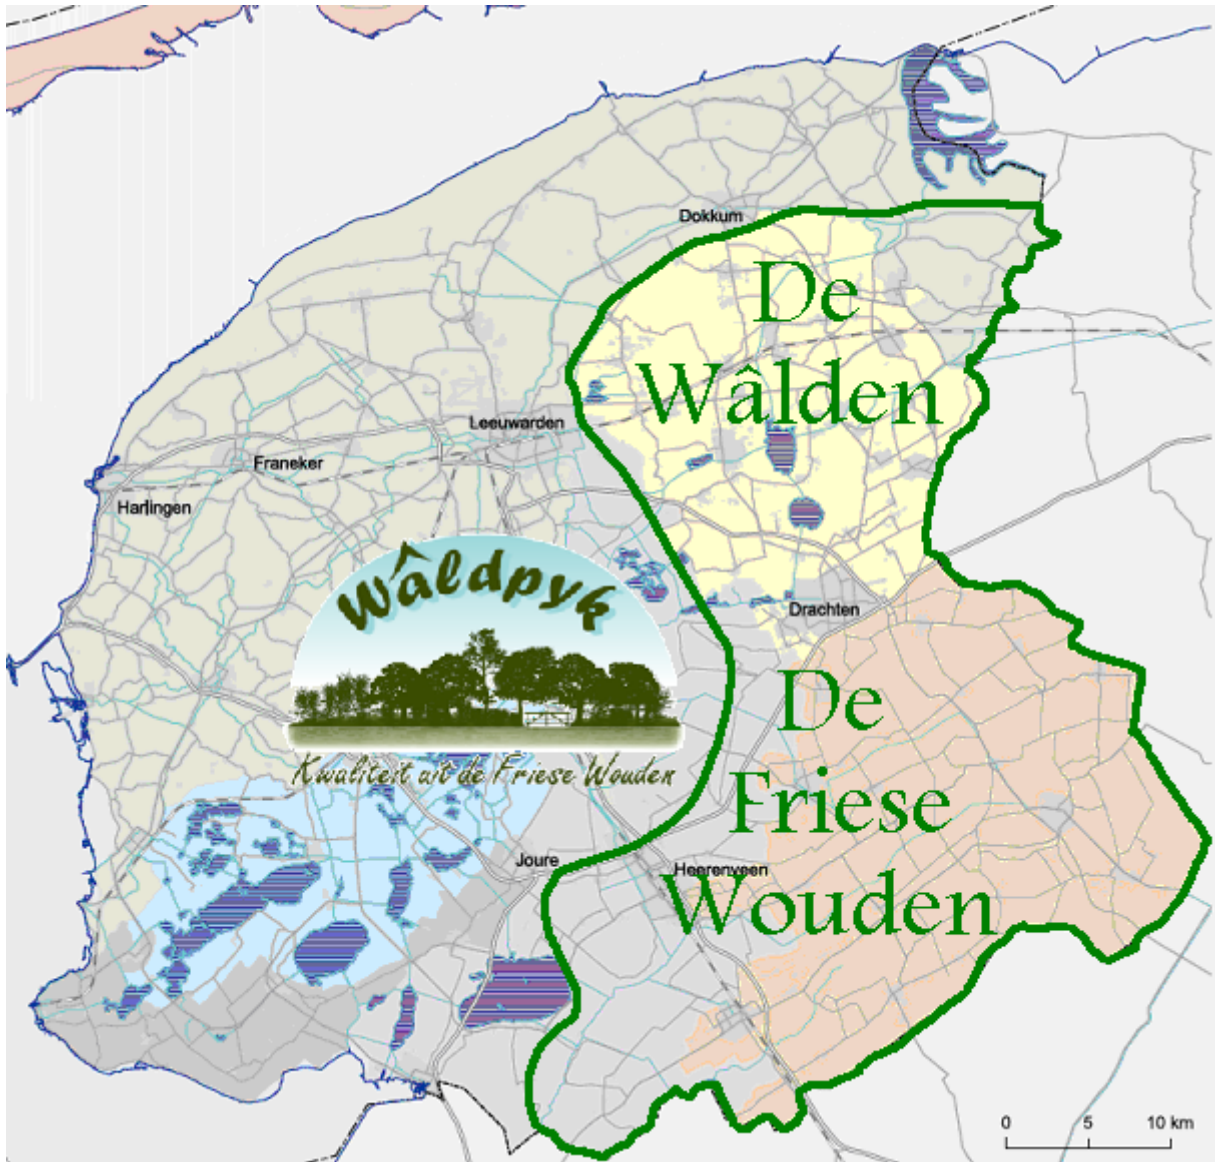 Dokkum
De
Wâlden
Leeuwarden
Franeker
Harlingen
Wâldpyk
Drachten
De
Kwaliteit uit de Friese Wouden
Friese
Joure
Heerenveen
Wouden
0 5 10 km